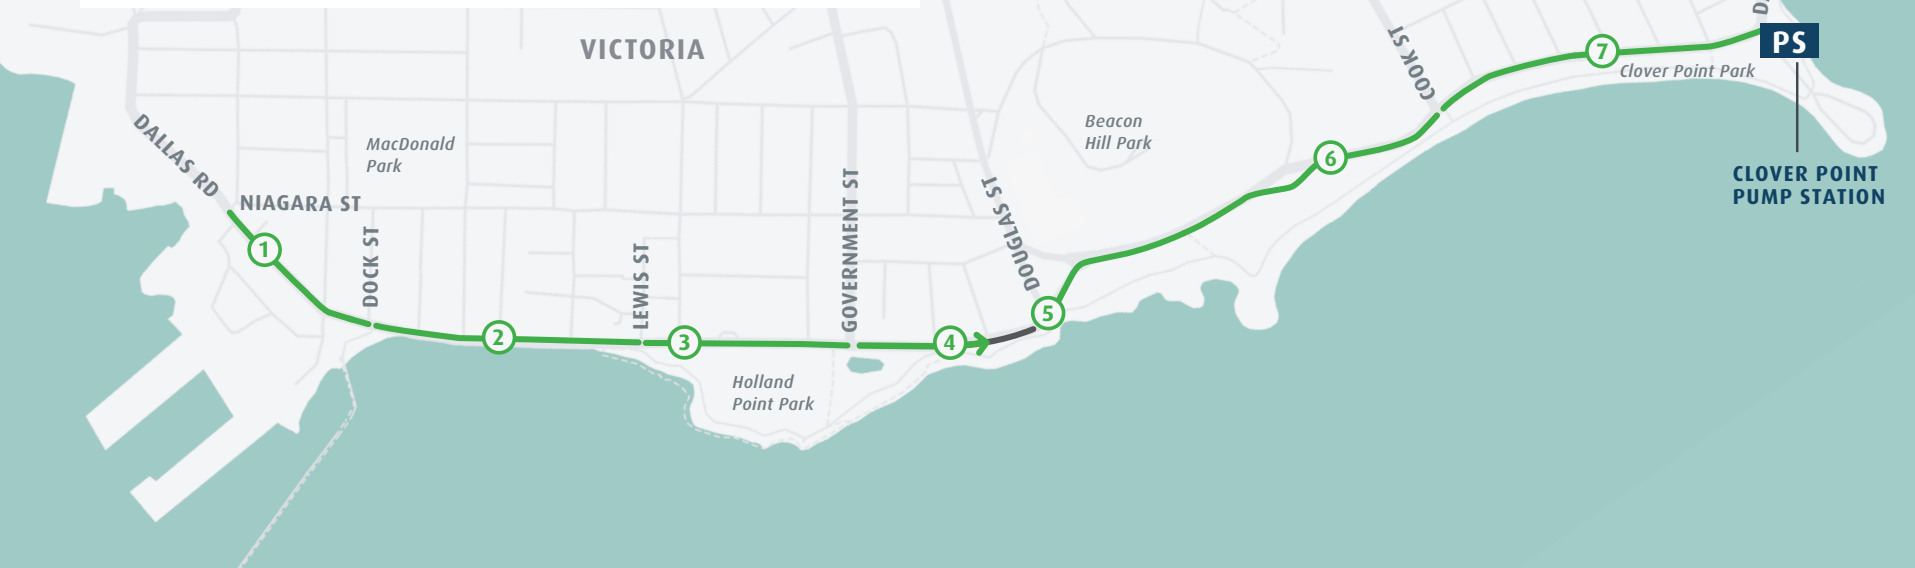 VICTORIA
PS
7
Clover Point Park
COOK ST
DALLAS RD
MacDonald
Park
Beacon
Hill Park
6
CLOVER POINT
PUMP STATION
NIAGARA ST
1
DOCK ST
LEWIS ST
GOVERNMENT ST
DOUGLAS ST
2
3
4
5
Holland
Point Park